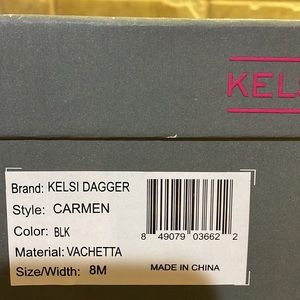 KELS
Brand: KELSI DAGGER
Style: CARMEN
Color: BLK
Material: VACHETTA
Size/Width: 8M
8 49079 03662 2
MADE IN CHINA